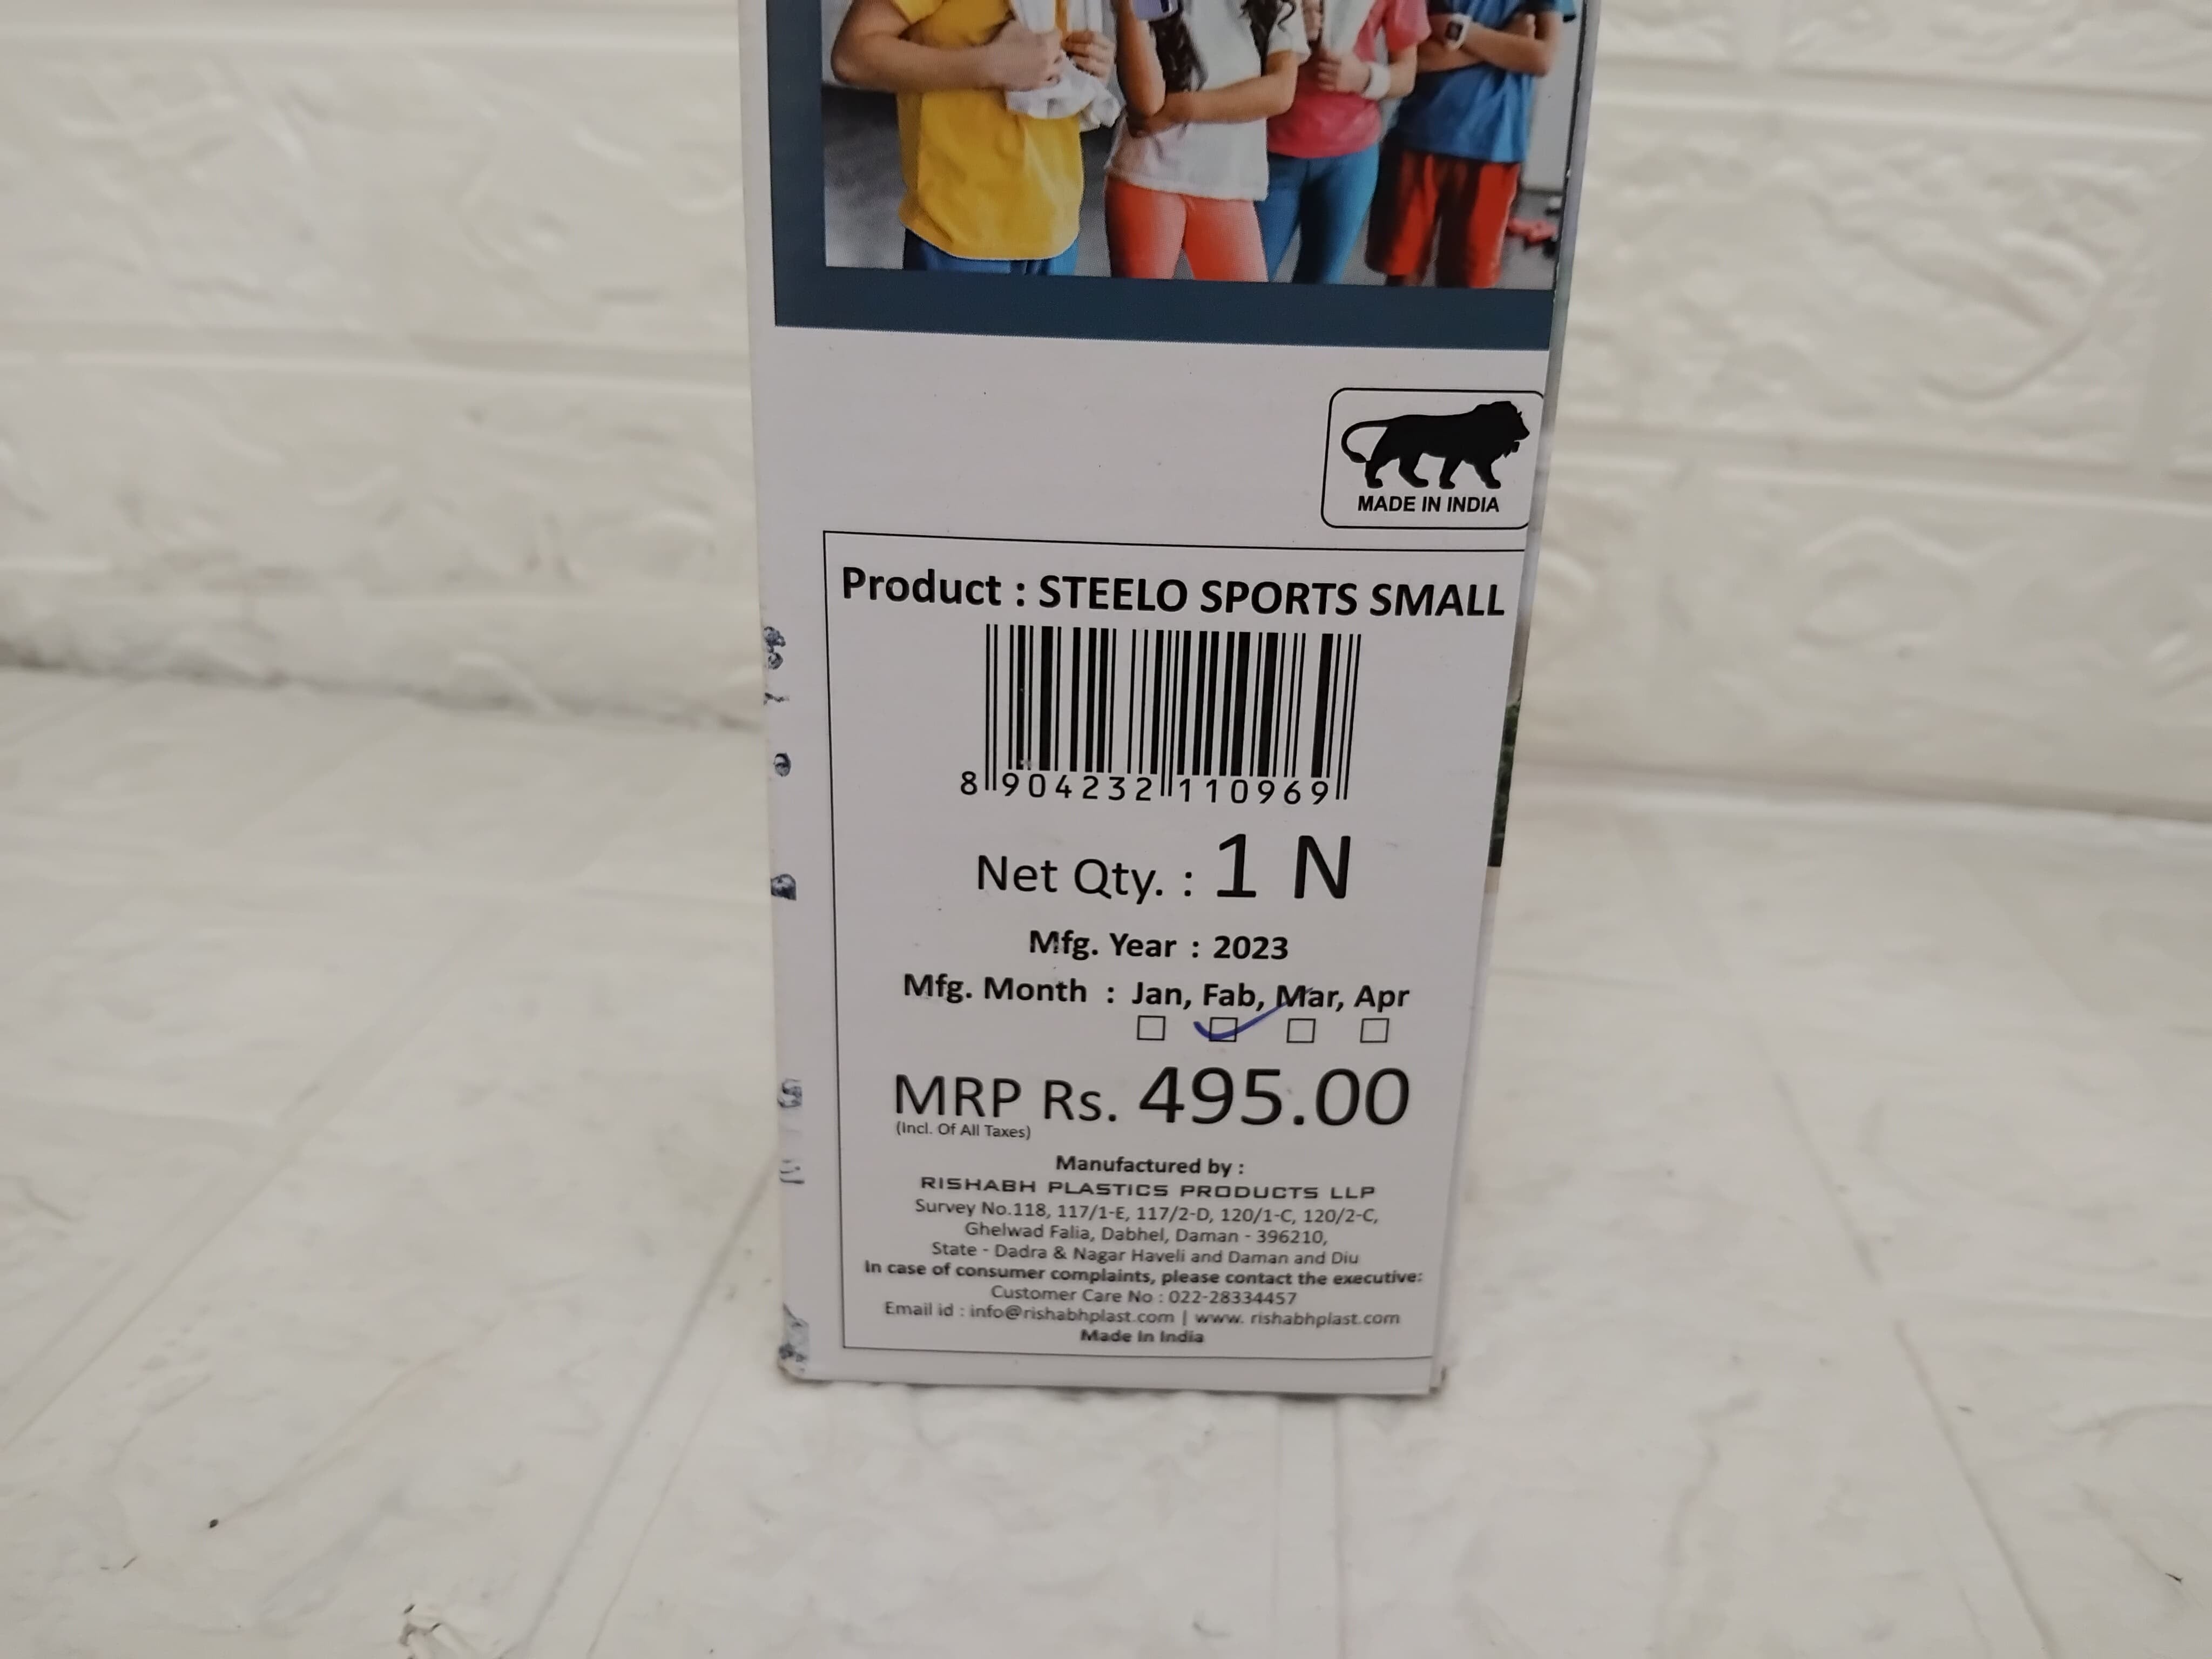 MADE IN INDIA
Product : STEELO SPORTS SMALL
8 904232 110969
Net Qty. : 1 N
Mfg. Year : 2023
Mfg. Month : Jan, Fab, Mar, Apr
MRP Rs. 495.00
(Incl. Of All Taxes)
Manufactured by :
RISHABH PLASTICS PRODUCTS LLP
Survey No.118, 117/1-E, 117/2-D, 120/1-C, 120/2-C,
Ghelwad Falia, Dabhel, Daman - 396210,
State - Dadra & Nagar Haveli and Daman and Diu
In case of consumer complaints, please contact the executive:
Customer Care No : 022-28334457
Email id : info@rishabhplast.com | www. rishabhplast.com
Made In India